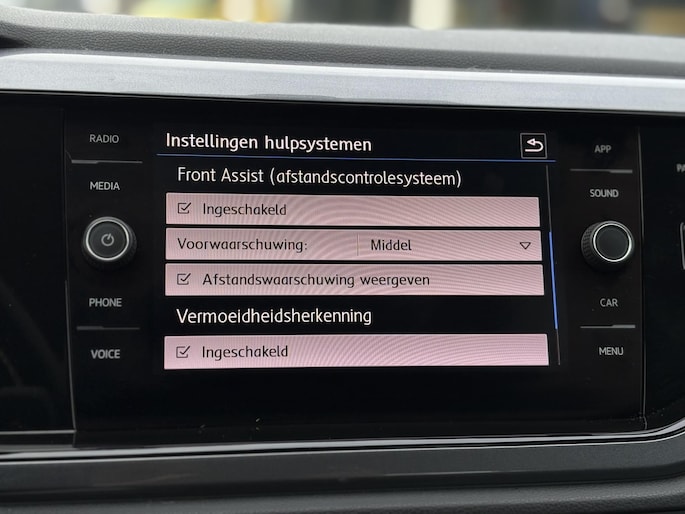 RADIO
MEDIA
PHONE
VOICE
Instellingen hulpsystemen
Front Assist (afstandscontrolesysteem)
Ingeschakeld
Voorwaarschuwing: Middel
Afstandswaarschuwing weergeven
Vermoeidheidsherkenning
Ingeschakeld
APP
SOUND
CAR
MENU